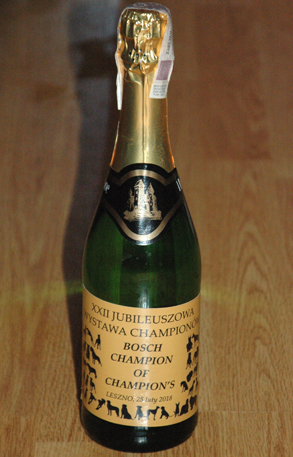 XXII JUBILEUSZOWA
WYSTAWA CHAMPIONÓW
BOSCH
CHAMPION
OF
CHAMPION'S
LESZNO, 25 luty 2018